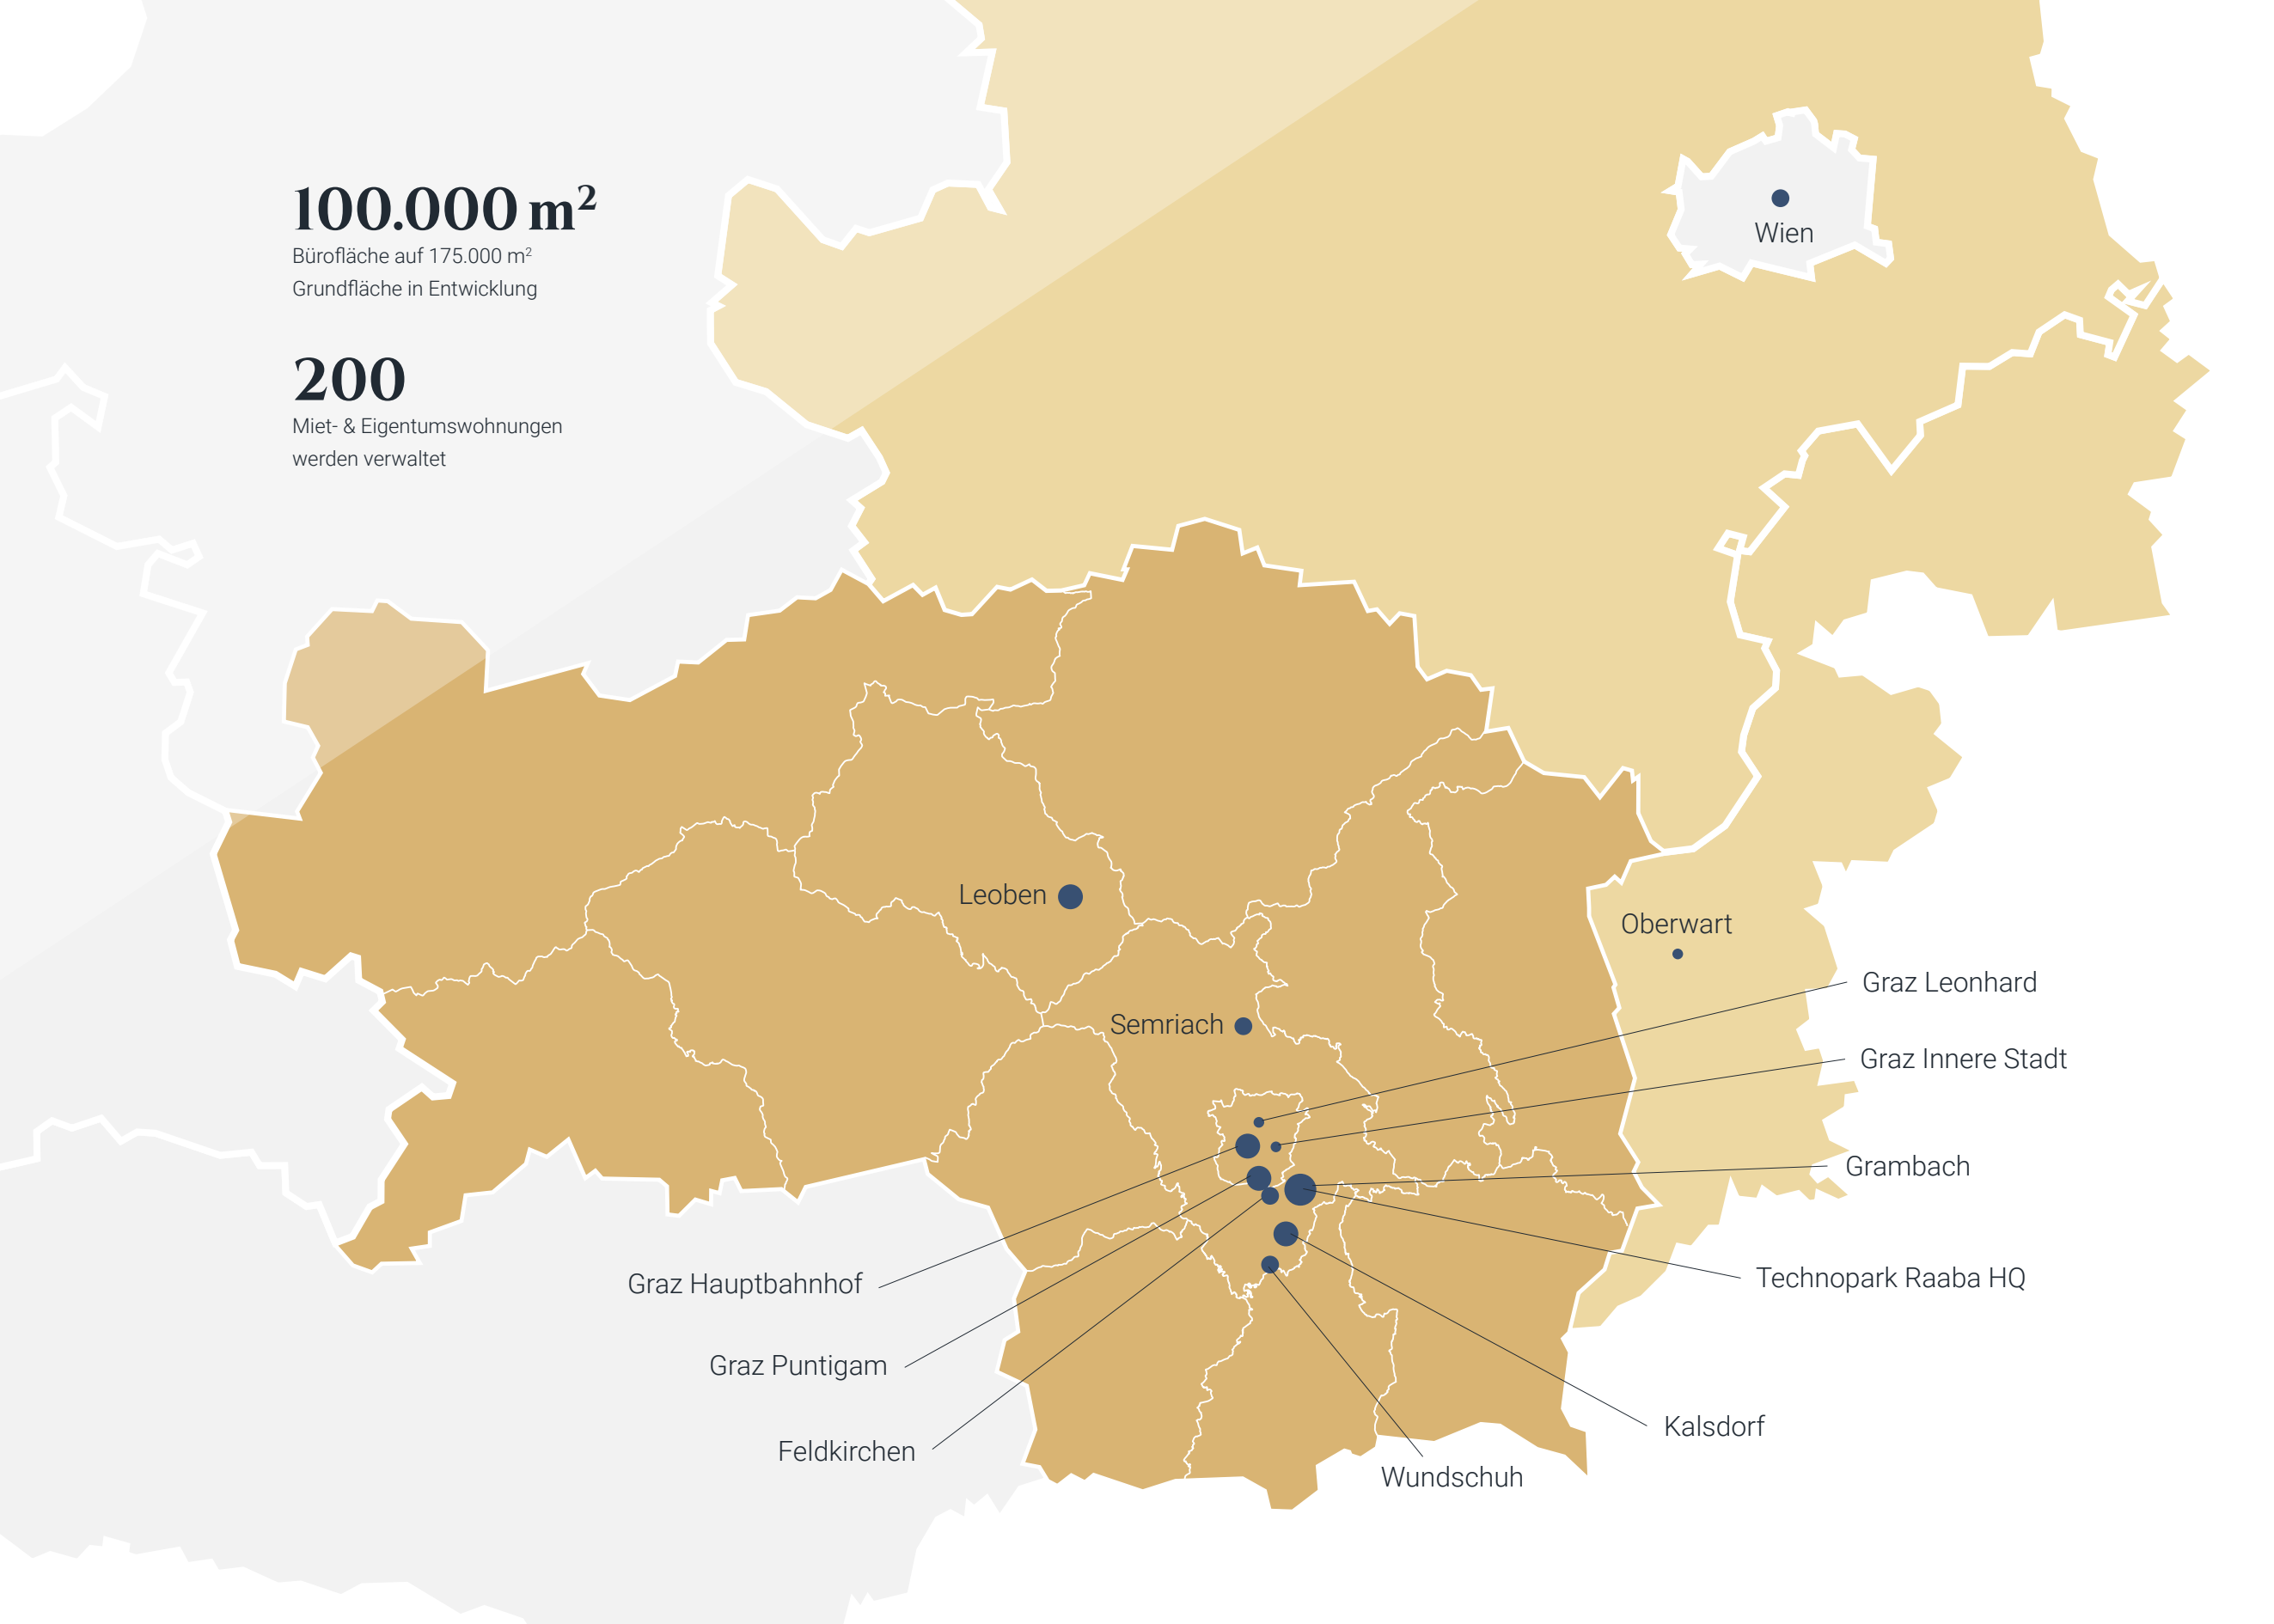 100.000 m²
Bürofläche auf 175.000 m²
Grundfläche in Entwicklung
200
Miet- & Eigentumswohnungen
werden verwaltet
Wien
Leoben
Oberwart
Semriach
Graz Leonhard
Graz Innere Stadt
Grambach
Technopark Raaba HQ
Graz Hauptbahnhof
Graz Puntigam
Feldkirchen
Kalsdorf
Wundschuh